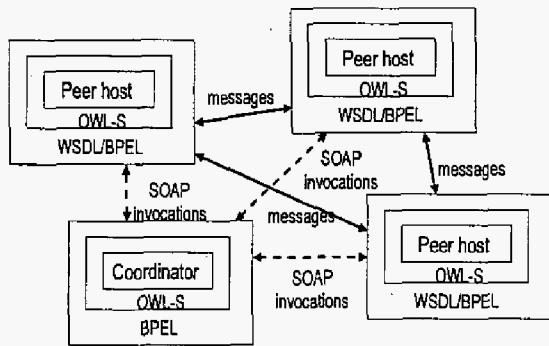 Peer host
OWL-S
WSDL/BPEL
messages
Peer host
OWL-S
WSDL/BPEL
SOAP
invocations
SOAP
invocations
messages
messages
Coordinator
OWL-S
BPEL
SOAP
invocations
Peer host
OWL-S
WSDL/BPEL